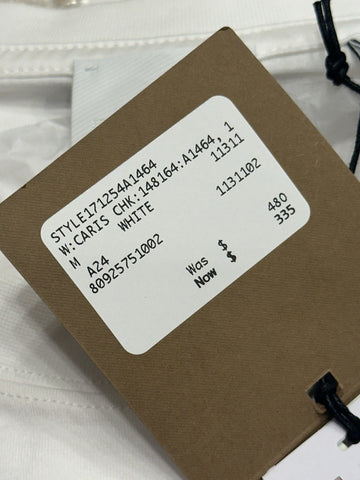 STYLE171254A1464
W:CARIS CHK:148164:A1464, 1
M WHITE 11311
A24 1131102
80925751002
Was $ 480
Now $ 335